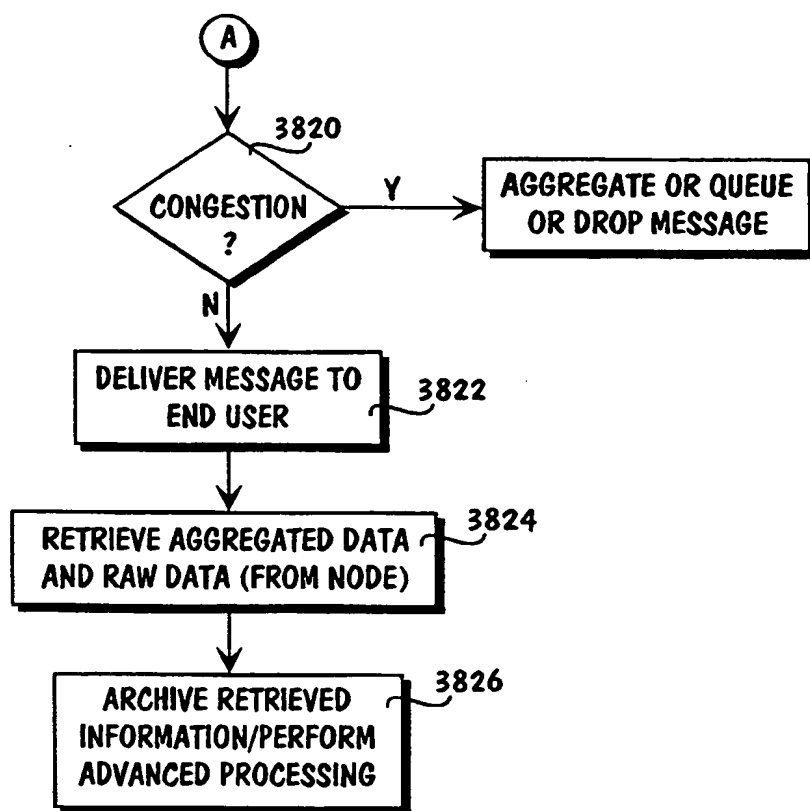 A
3820
CONGESTION
?
Y
AGGREGATE OR QUEUE
OR DROP MESSAGE
N
DELIVER MESSAGE TO
END USER
3822
RETRIEVE AGGREGATED DATA
AND RAW DATA (FROM NODE)
3824
ARCHIVE RETRIEVED
INFORMATION/PERFORM
ADVANCED PROCESSING
3826